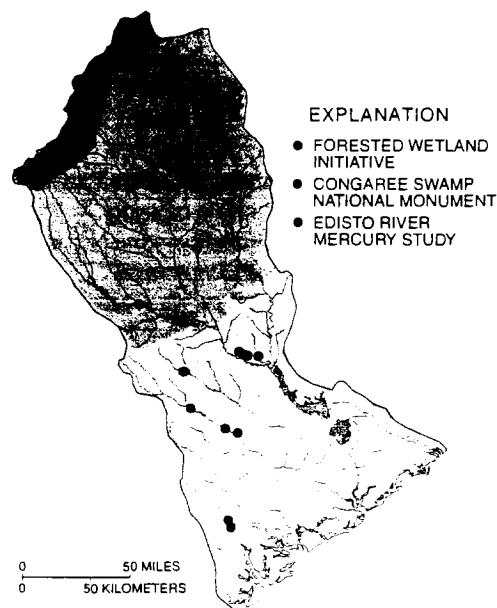 EXPLANATION
FORESTED WETLAND
INITIATIVE
CONGAREE SWAMP
NATIONAL MONUMENT
EDISTO RIVER
MERCURY STUDY
0 50 MILES
0 50 KILOMETERS